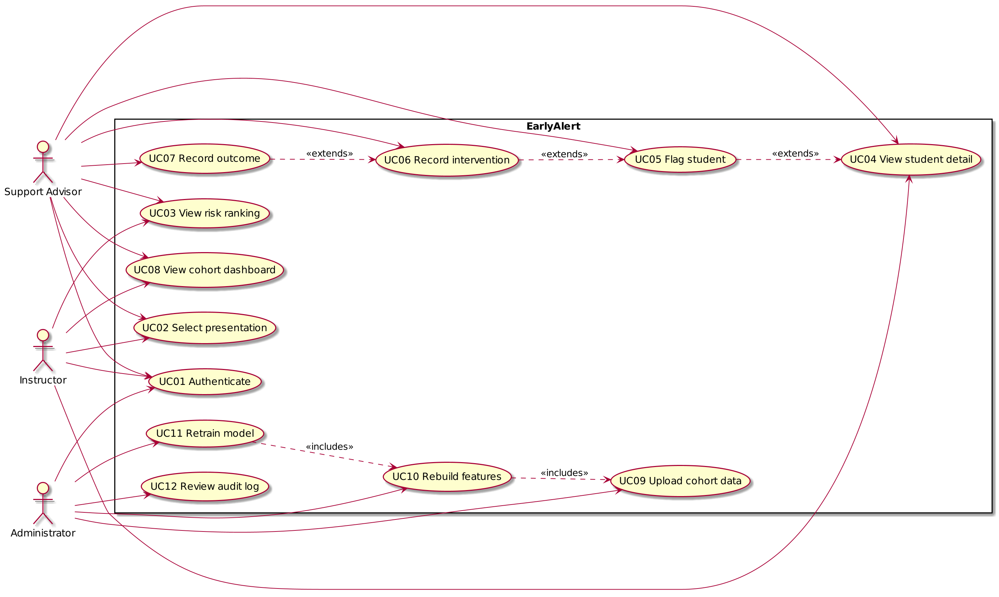 EarlyAlert
Support Advisor
UC07 Record outcome
«extends»
UC06 Record intervention
«extends»
UC05 Flag student
«extends»
UC04 View student detail
UC03 View risk ranking
UC08 View cohort dashboard
UC02 Select presentation
Instructor
UC01 Authenticate
UC11 Retrain model
«includes»
UC10 Rebuild features
«includes»
UC09 Upload cohort data
UC12 Review audit log
Administrator